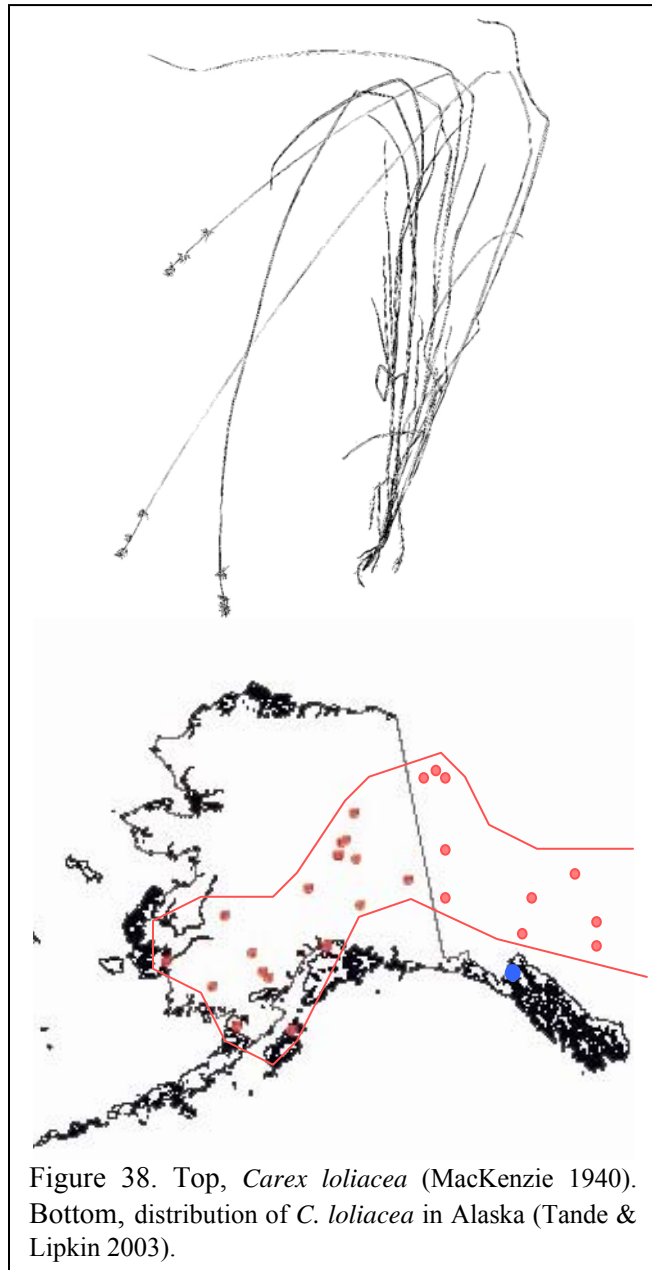 Figure 38. Top, Carex loliacea (MacKenzie 1940).
Bottom, distribution of C. loliacea in Alaska (Tande &
Lipkin 2003).